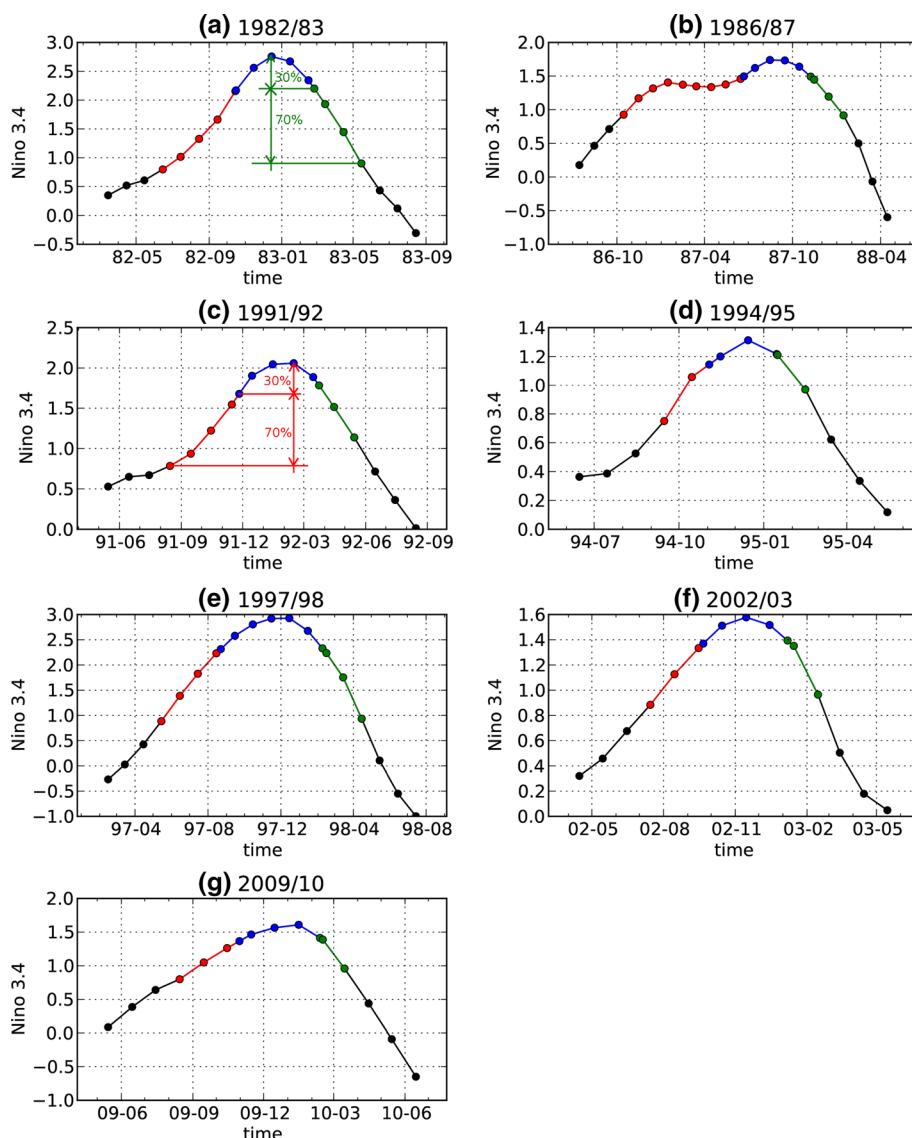 (a) 1982/83
3.0
2.5
2.0
1.5
1.0
0.5
0.0
−0.5
Nino 3.4
30%
70%
82-05 82-09 83-01 83-05 83-09
time
(b) 1986/87
2.0
1.5
1.0
0.5
0.0
−0.5
−1.0
Nino 3.4
86-10 87-04 87-10 88-04
time
(c) 1991/92
2.5
2.0
1.5
1.0
0.5
0.0
Nino 3.4
30%
70%
91-06 91-09 91-12 92-03 92-06 92-09
time
(d) 1994/95
1.4
1.2
1.0
0.8
0.6
0.4
0.2
0.0
Nino 3.4
94-07 94-10 95-01 95-04
time
(e) 1997/98
3.0
2.5
2.0
1.5
1.0
0.5
0.0
−0.5
−1.0
Nino 3.4
97-04 97-08 97-12 98-04 98-08
time
(f) 2002/03
1.6
1.4
1.2
1.0
0.8
0.6
0.4
0.2
0.0
Nino 3.4
02-05 02-08 02-11 03-02 03-05
time
(g) 2009/10
2.0
1.5
1.0
0.5
0.0
−0.5
−1.0
Nino 3.4
09-06 09-09 09-12 10-03 10-06
time